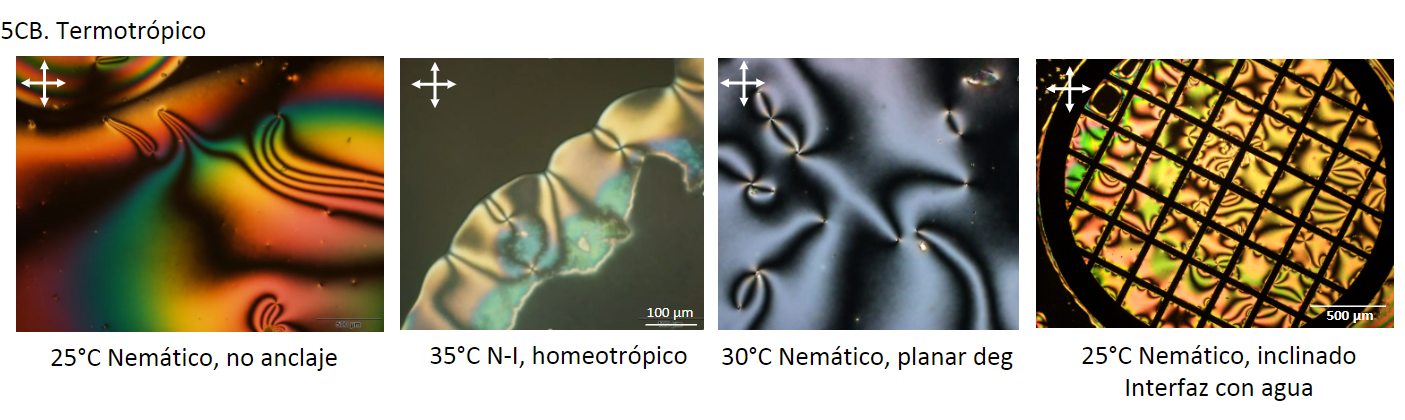 5CB. Termotrópico
500 µm
100 µm
500 µm
25°C Nemático, no anclaje
35°C N-I, homeotrópico
30°C Nemático, planar deg
25°C Nemático, inclinado
Interfaz con agua